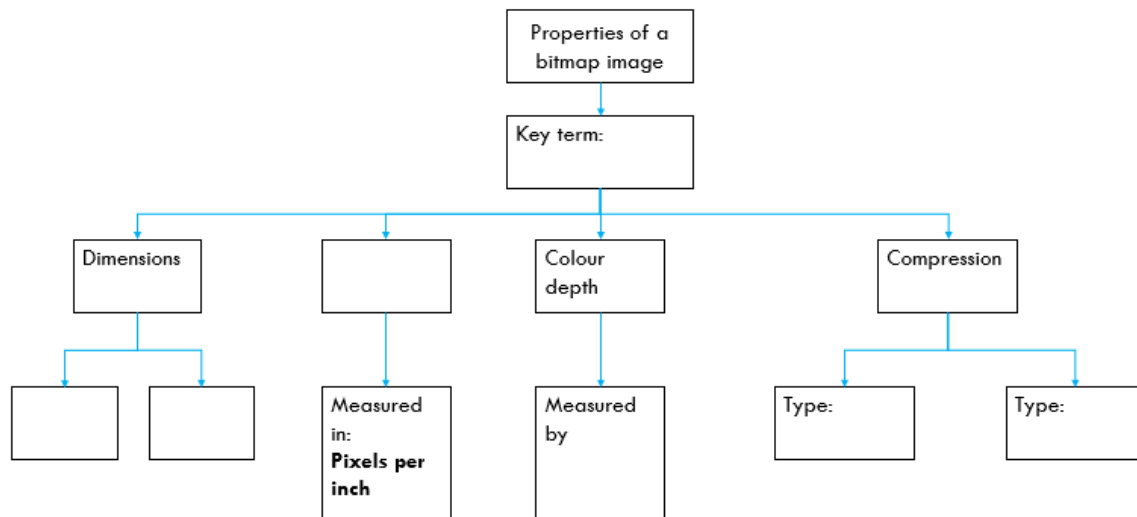 Properties of a
bitmap image
Key term:
Dimensions
Colour
depth
Compression
Measured
in:
Pixels per
inch
Measured
by
Type:
Type: